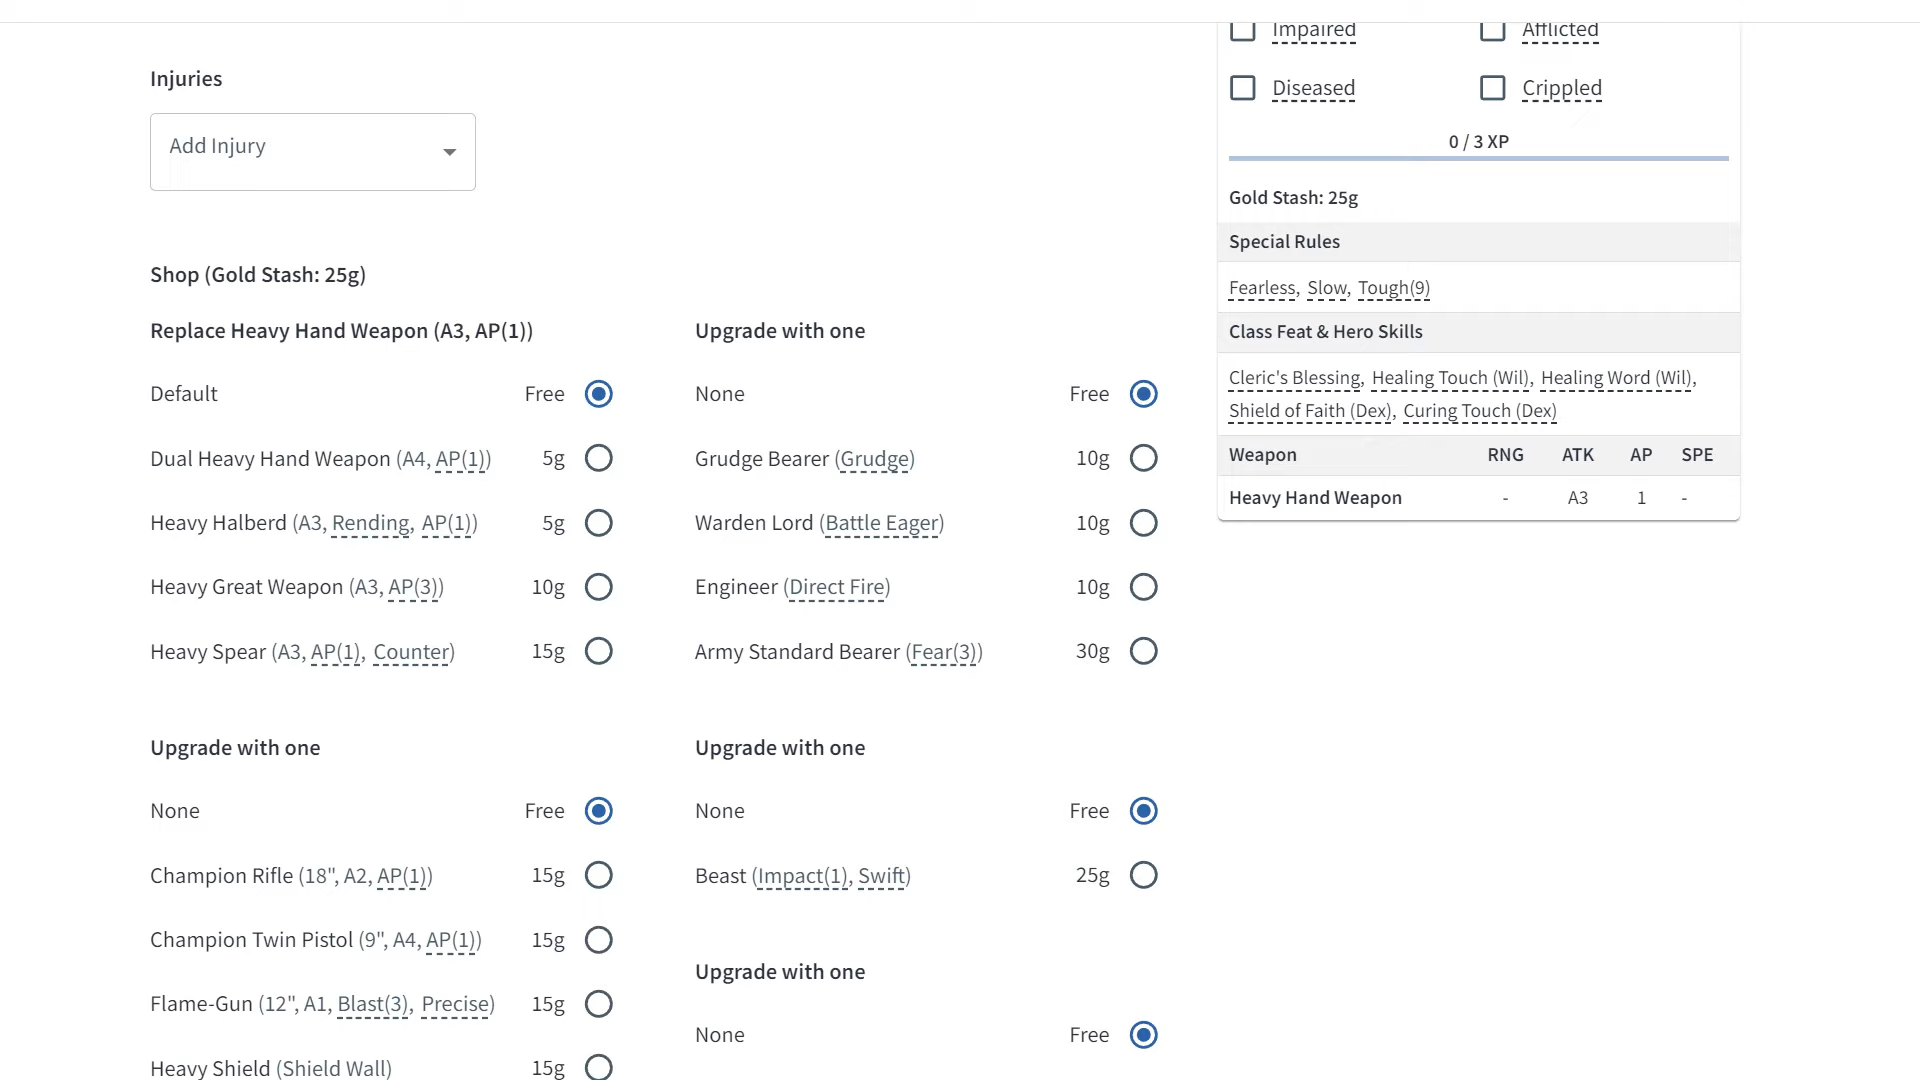 Injuries
Add Injury
Shop (Gold Stash: 25g)
Replace Heavy Hand Weapon (A3, AP(1))
Default Free
Dual Heavy Hand Weapon (A4, AP(1)) 5g
Heavy Halberd (A3, Rending, AP(1)) 5g
Heavy Great Weapon (A3, AP(3)) 10g
Heavy Spear (A3, AP(1), Counter) 15g
Upgrade with one
None Free
Grudge Bearer (Grudge) 10g
Warden Lord (Battle Eager) 10g
Engineer (Direct Fire) 10g
Army Standard Bearer (Fear(3)) 30g
Upgrade with one
None Free
Champion Rifle (18", A2, AP(1)) 15g
Champion Twin Pistol (9", A4, AP(1)) 15g
Flame-Gun (12", A1, Blast(3), Precise) 15g
Heavy Shield (Shield Wall) 15g
Upgrade with one
None Free
Beast (Impact(1), Swift) 25g
Upgrade with one
None Free
Impaired Afflicted
Diseased Crippled
0 / 3 XP
Gold Stash: 25g
Special Rules
Fearless, Slow, Tough(9)
Class Feat & Hero Skills
Cleric's Blessing, Healing Touch (Wil), Healing Word (Wil),
Shield of Faith (Dex), Curing Touch (Dex)
Weapon RNG ATK AP SPE
Heavy Hand Weapon - A3 1 -